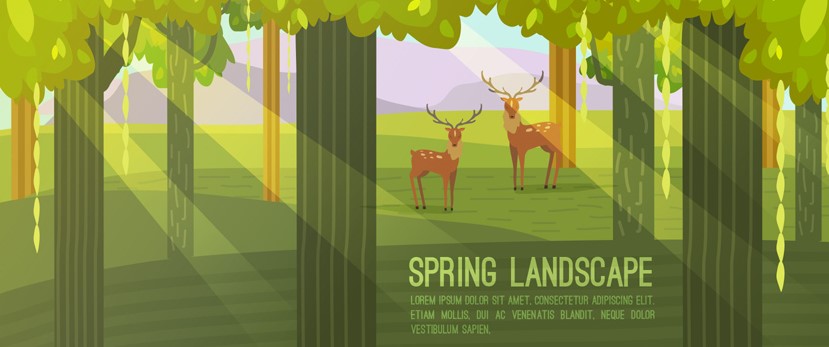 SPRING LANDSCAPE
LOREM IPSUM DOLOR SIT AMET, CONSECTETUR ADIPISCING ELIT.
ETIAM MOLLIS, DUI AC VENENATIS BLANDIT, NEQUE DOLOR
VESTIBULUM SAPIEN,